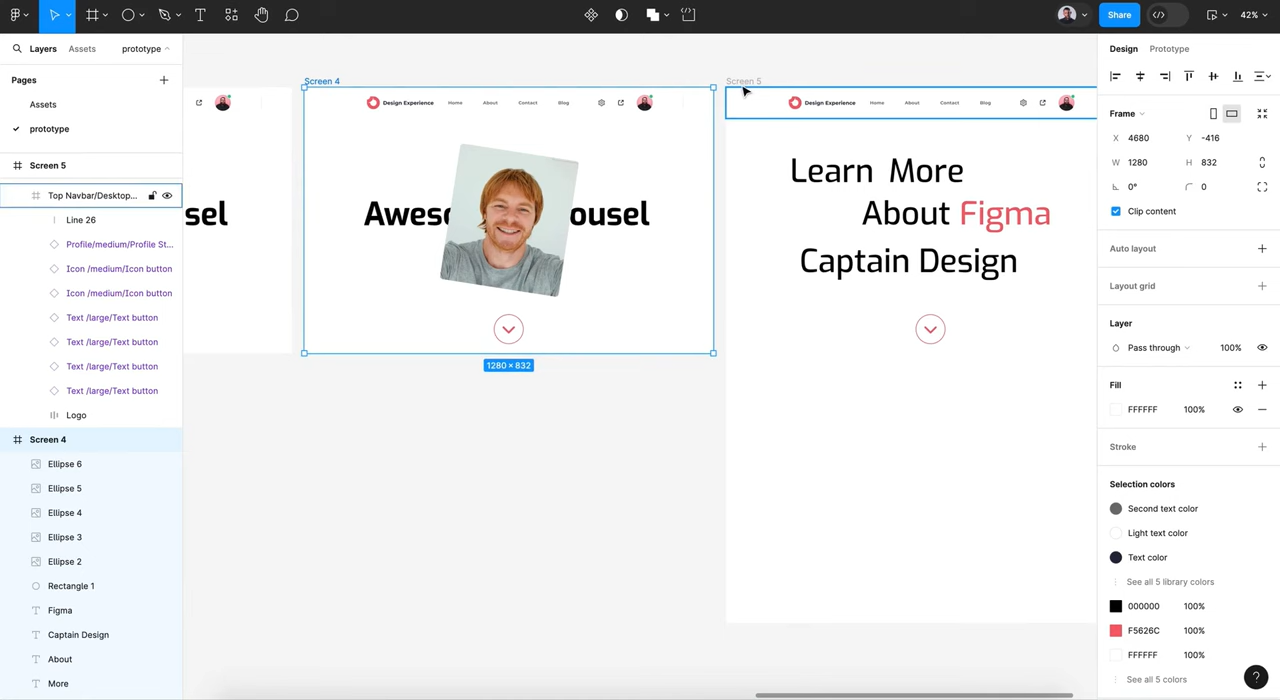 Share
</>
42%
Layers
Assets
prototype
Pages
Assets
prototype
Screen 5
Top Navbar/Desktop...
Line 26
Profile/medium/Profile St...
Icon /medium/Icon button
Icon /medium/Icon button
Text /large/Text button
Text /large/Text button
Text /large/Text button
Text /large/Text button
Logo
Screen 4
Ellipse 6
Ellipse 5
Ellipse 4
Ellipse 3
Ellipse 2
Rectangle 1
Figma
Captain Design
About
More
sel
Screen 4
Design Experience
Home
About
Contact
Blog
Aweso
ousel
1280 × 832
Screen 5
Design Experience
Home
About
Contact
Blog
Learn More
About Figma
Captain Design
Design
Prototype
Frame
X 4680
Y -416
W 1280
H 832
0°
0
Clip content
Auto layout
Layout grid
Layer
Pass through
100%
Fill
FFFFFF
100%
Stroke
Selection colors
Second text color
Light text color
Text color
See all 5 library colors
000000
100%
F5626C
100%
FFFFFF
100%
See all 5 colors
?